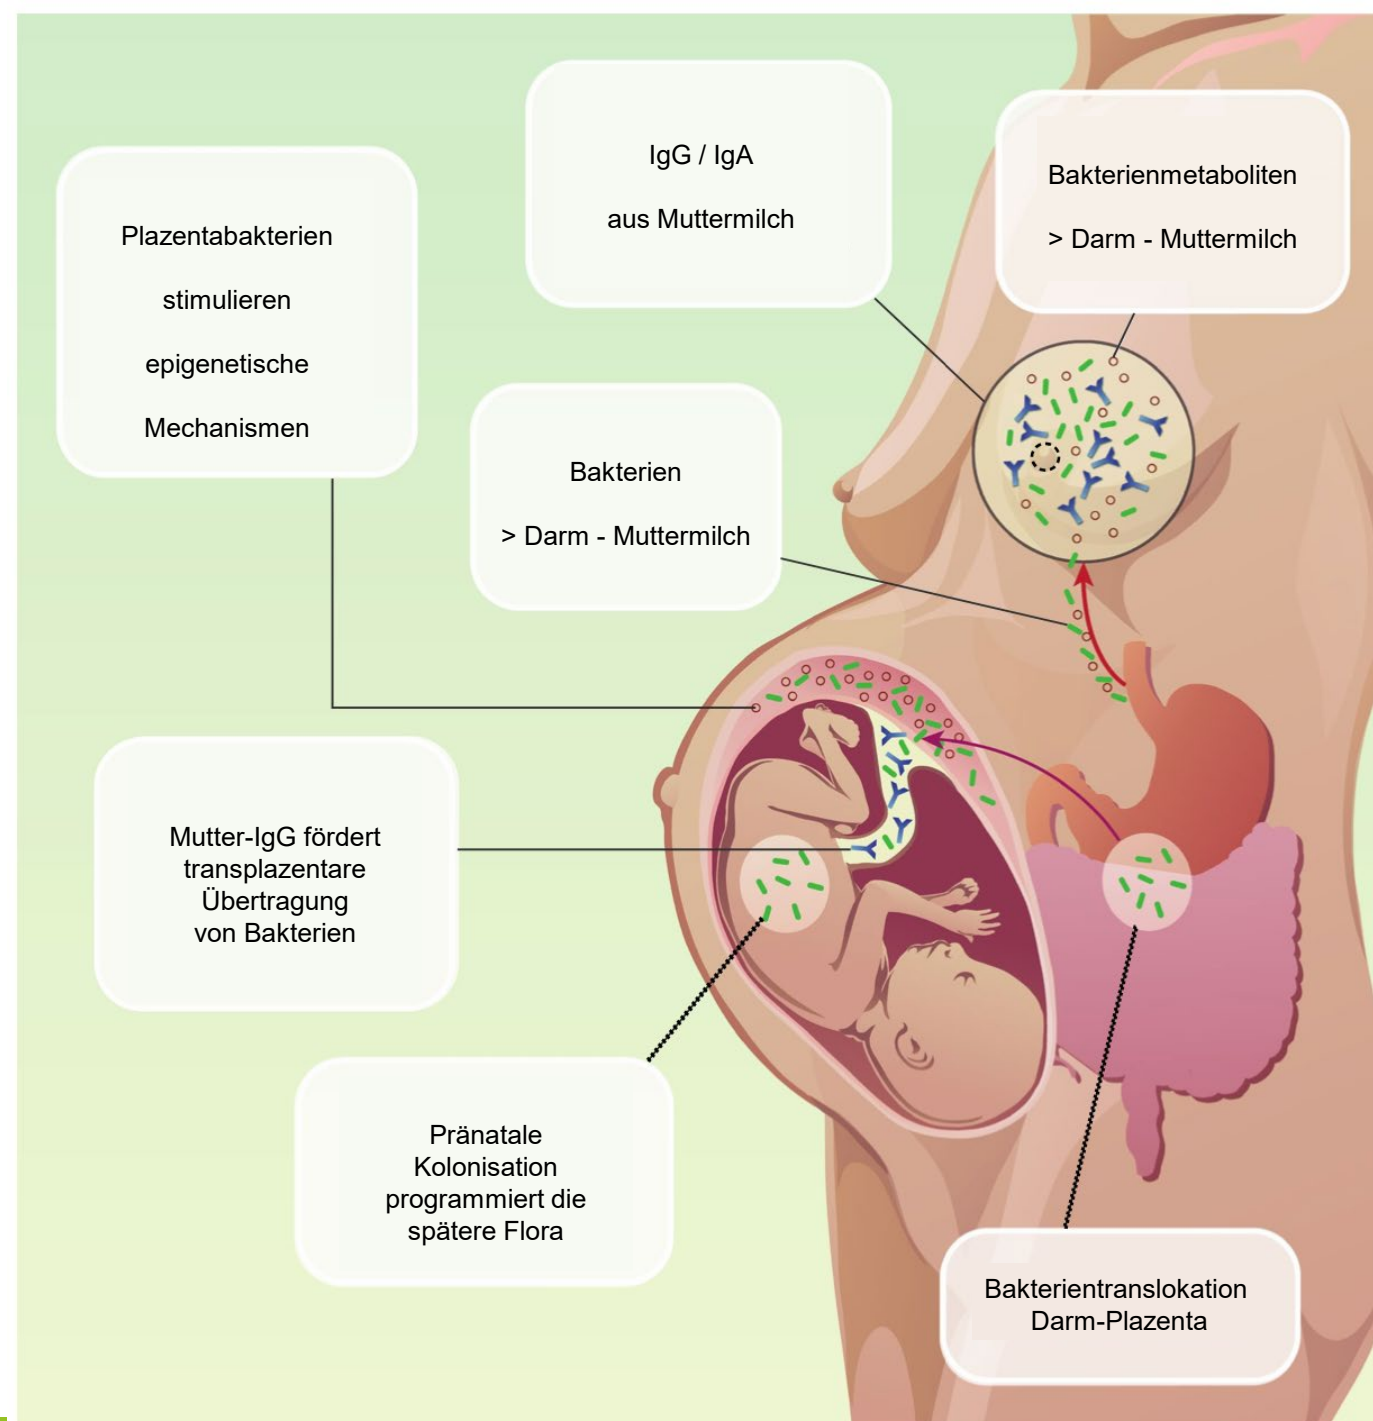 IgG / IgA
aus Muttermilch
Bakterienmetaboliten
> Darm - Muttermilch
Plazentabakterien
stimulieren
epigenetische
Mechanismen
Bakterien
> Darm - Muttermilch
Mutter-IgG fördert
transplazentare
Übertragung
von Bakterien
Pränatale
Kolonisation
programmiert die
spätere Flora
Bakterientranslokation
Darm-Plazenta